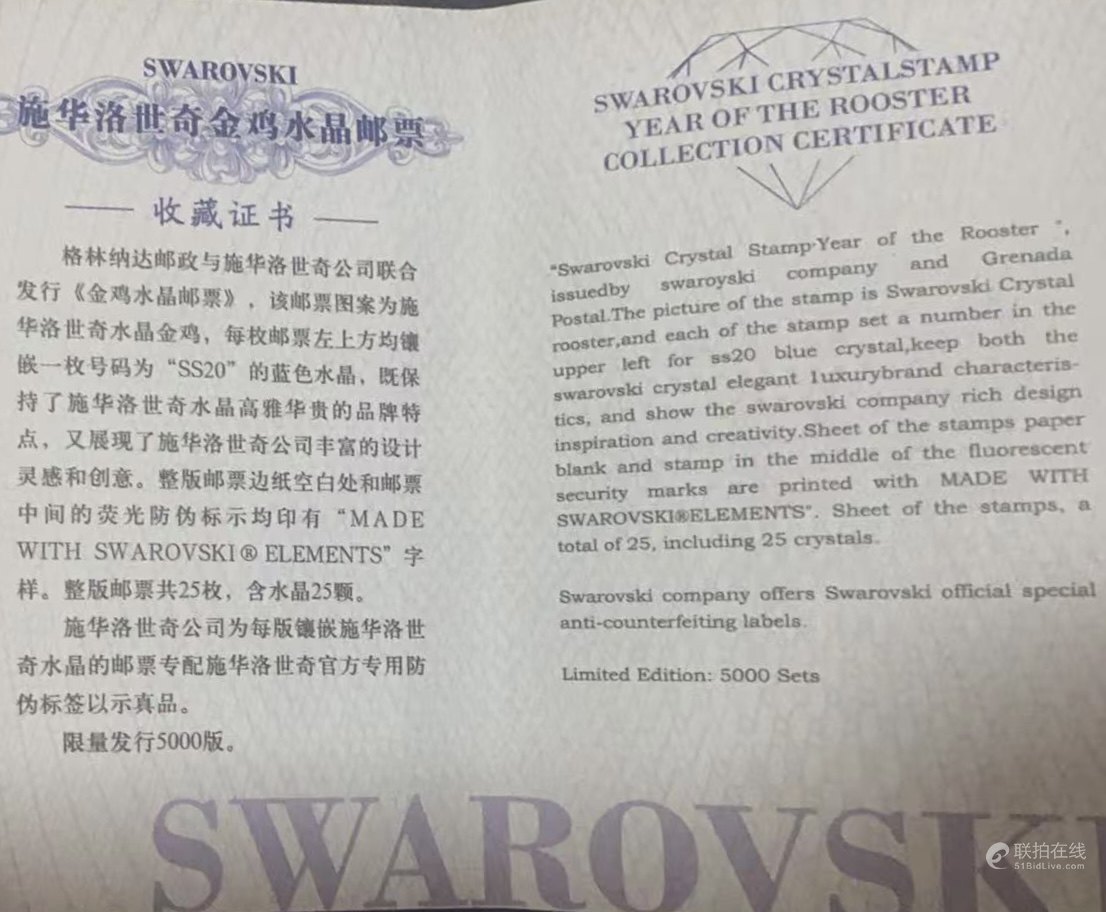 SWAROVSKI
施华洛世奇金鸡水晶邮票
收藏证书
格林纳达邮政与施华洛世奇公司联合
发行《金鸡水晶邮票》，该邮票图案为施
华洛世奇水晶金鸡，每枚邮票左上方均镶
嵌一枚号码为“SS20”的蓝色水晶，既保
持了施华洛世奇水晶高雅华贵的品牌特
点，又展现了施华洛世奇公司丰富的设计
灵感和创意。整版邮票边纸空白处和邮票
中间的荧光防伪标示均印有“MADE
WITH SWAROVSKI® ELEMENTS”字
样。整版邮票共25枚，含水晶25颗。
施华洛世奇公司为每版镶嵌施华洛世
奇水晶的邮票专配施华洛世奇官方专用防
伪标签以示真品。
限量发行5000版。
SWAROVSKI CRYSTALSTAMP
YEAR OF THE ROOSTER
COLLECTION CERTIFICATE
“Swarovski Crystal Stamp·Year of the Rooster ”,
issuedby swaroyski company and Grenada
Postal.The picture of the stamp is Swarovski Crystal
rooster,and each of the stamp set a number in the
upper left for ss20 blue crystal,keep both the
swarovski crystal elegant luxurybrand characteris-
tics, and show the swarovski company rich design
inspiration and creativity.Sheet of the stamps paper
blank and stamp in the middle of the fluorescent
security marks are printed with MADE WITH
SWAROVSKI®ELEMENTS". Sheet of the stamps, a
total of 25, including 25 crystals.
Swarovski company offers Swarovski official special
anti-counterfeiting labels.
Limited Edition: 5000 Sets
SWAROVSKI
联拍在线
51BidLive.com